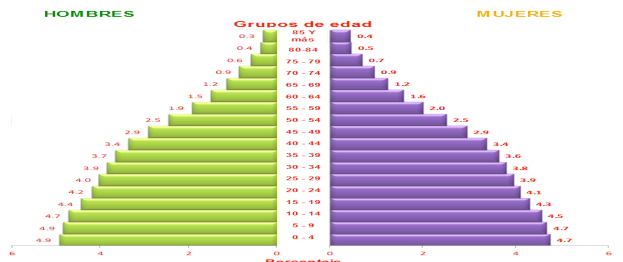 HOMBRES MUJERES
Grupos de edad
85 Y
0.3 más 0.4
0.4 80-84 0.5
0.6 75 - 79 0.7
0.9 70 - 74 0.9
1.2 65 - 69 1.2
1.5 60 - 64 1.6
1.9 55 - 59 2.0
2.5 50 - 54 2.5
2.9 45 - 49 2.9
3.4 40 - 44 3.4
3.7 35 - 39 3.6
3.9 30 - 34 3.8
4.0 25 - 29 3.9
4.2 20 - 24 4.1
4.4 15 - 19 4.3
4.7 10 - 14 4.5
4.9 5 - 9 4.7
4.9 0 - 4 4.7
6 4 2 0 0 2 4 6
Porcentaje